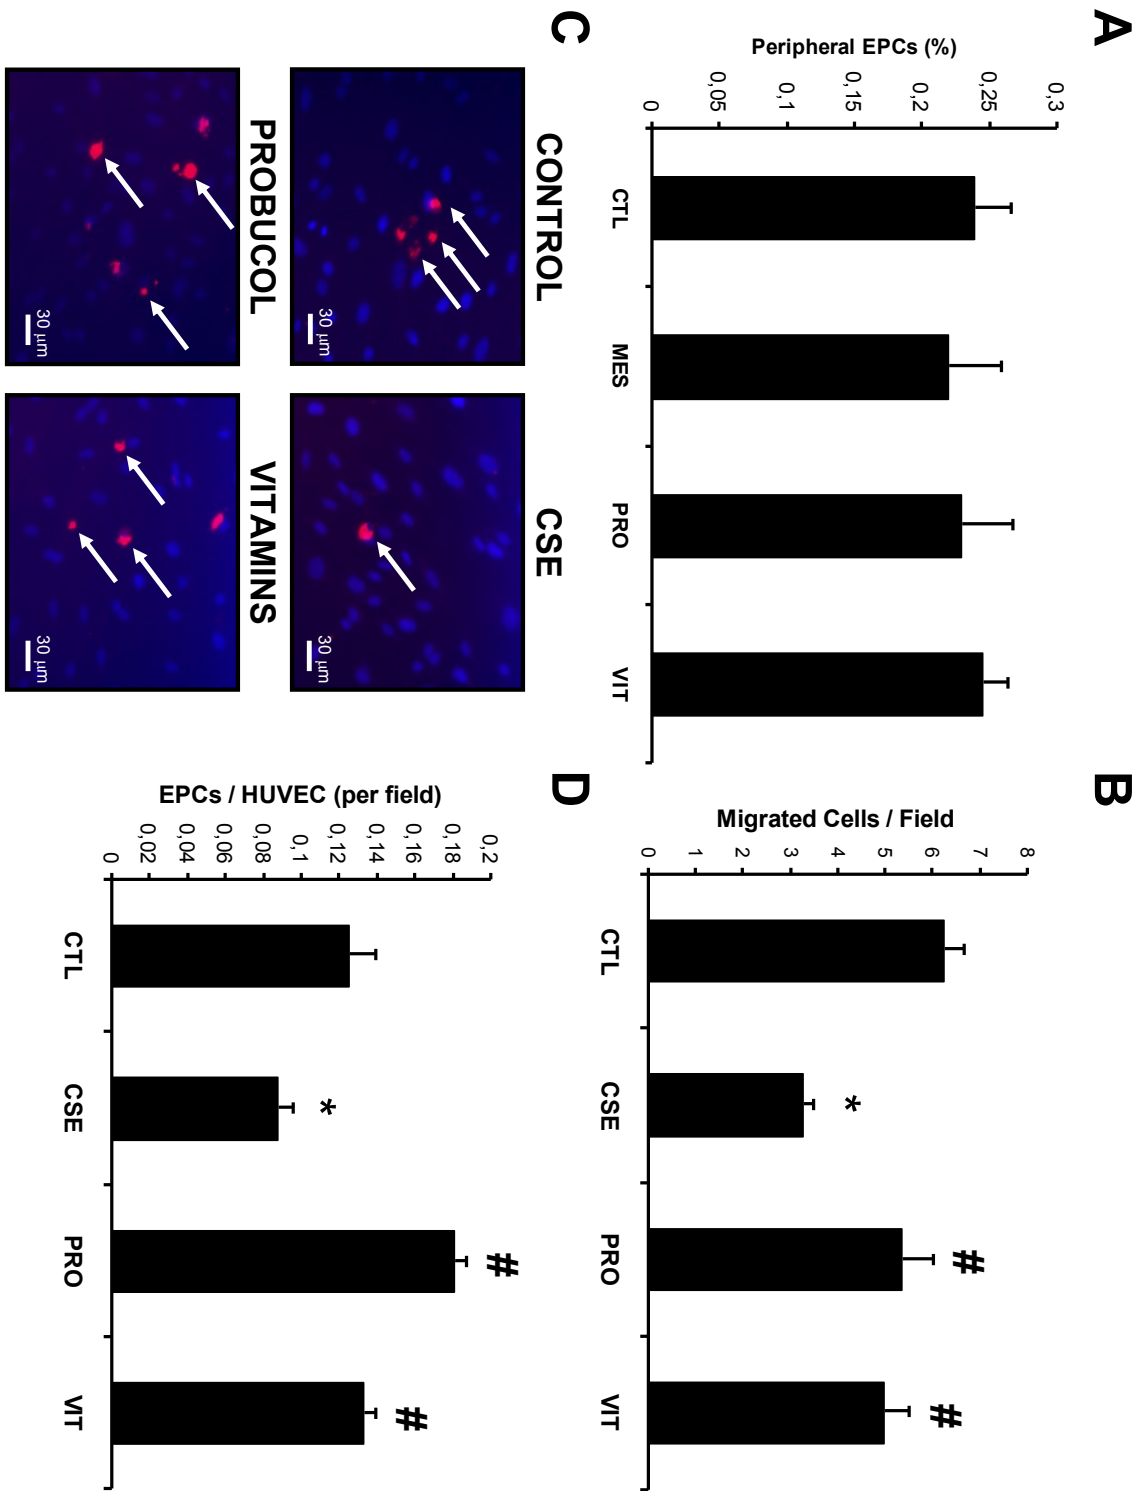 A
Peripheral EPCs (%)
0,3
0,25
0,2
0,15
0,1
0,05
0
CTL
MES
PRO
VIT
B
Migrated Cells / Field
8
7
6
5
4
3
2
1
0
*
#
#
CTL
CSE
PRO
VIT
C
CONTROL
CSE
30 µm
30 µm
PROBUCOL
VITAMINS
30 µm
30 µm
D
EPCs / HUVEC (per field)
0,2
0,18
0,16
0,14
0,12
0,1
0,08
0,06
0,04
0,02
0
*
#
#
CTL
CSE
PRO
VIT